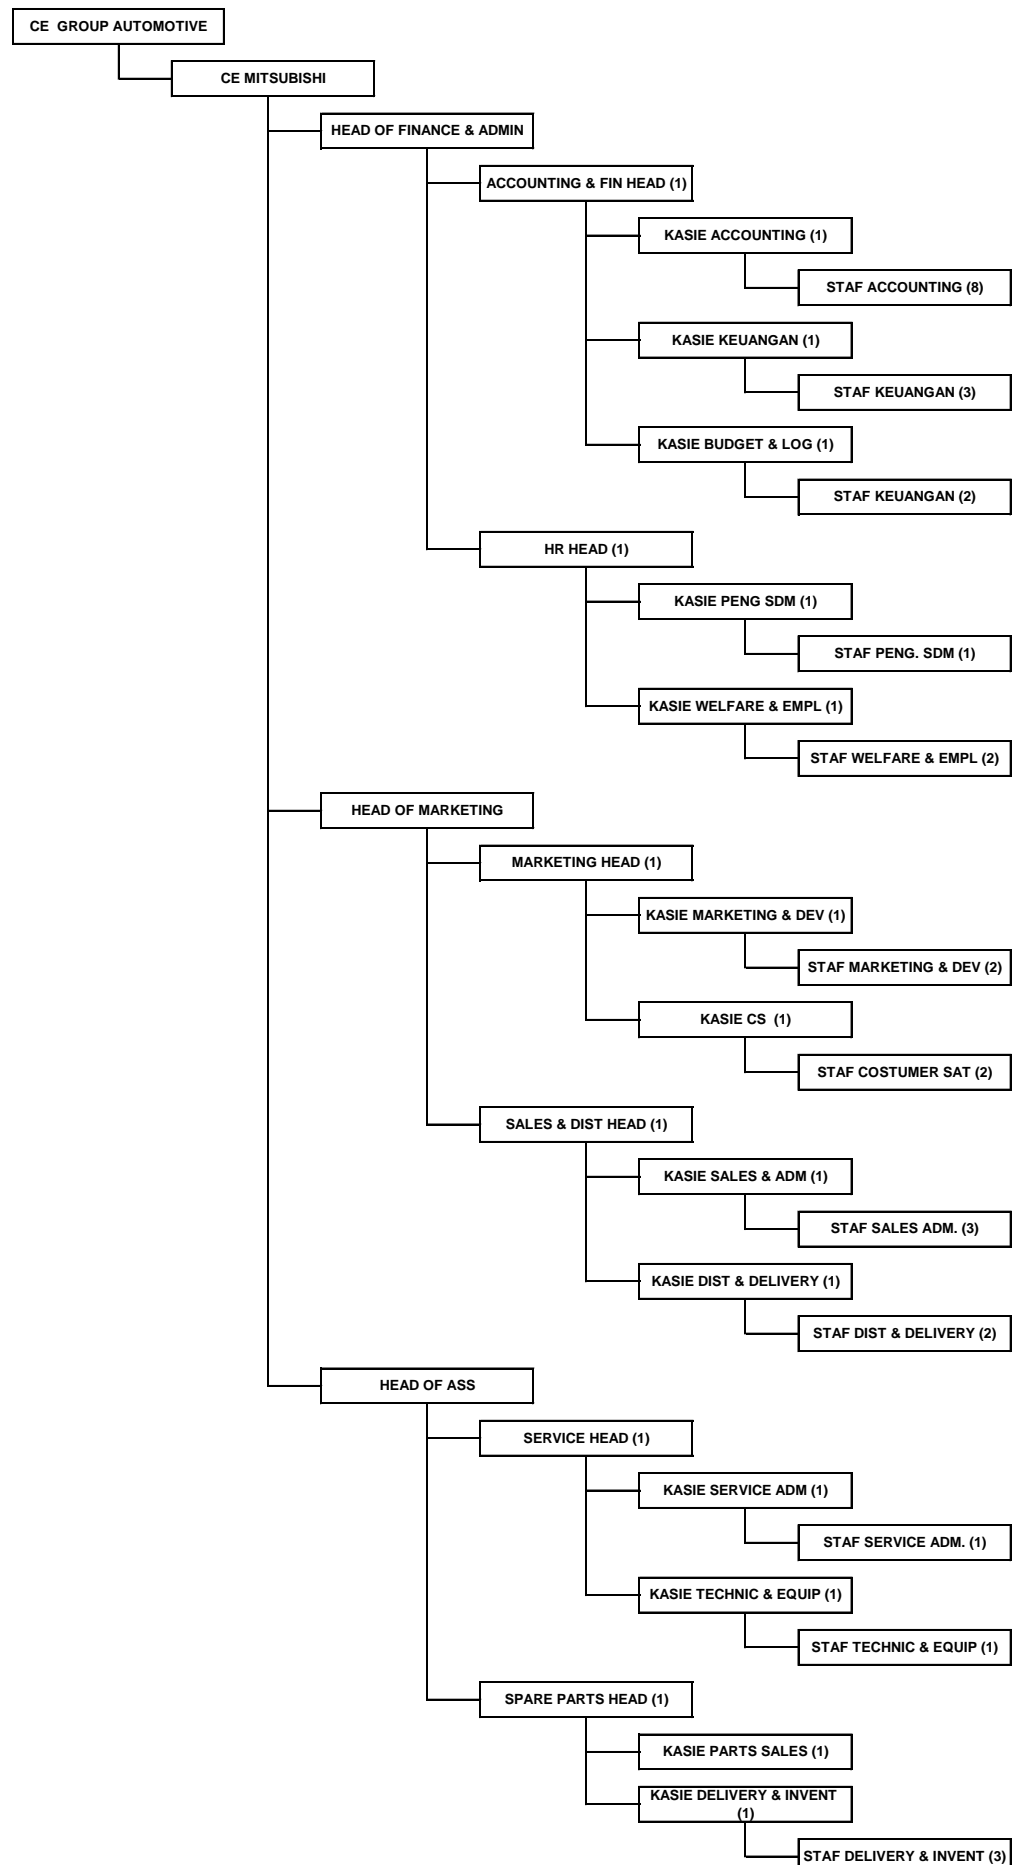 CE  GROUP AUTOMOTIVE
CE MITSUBISHI
HEAD OF FINANCE & ADMIN
ACCOUNTING & FIN HEAD (1)
KASIE ACCOUNTING (1)
STAF ACCOUNTING (8)
KASIE KEUANGAN (1)
STAF KEUANGAN (3)
KASIE BUDGET & LOG (1)
STAF KEUANGAN (2)
HR HEAD (1)
KASIE PENG SDM (1)
STAF PENG. SDM (1)
KASIE WELFARE & EMPL (1)
STAF WELFARE & EMPL (2)
HEAD OF MARKETING
MARKETING HEAD (1)
KASIE MARKETING & DEV (1)
STAF MARKETING & DEV (2)
KASIE CS  (1)
STAF COSTUMER SAT (2)
SALES & DIST HEAD (1)
KASIE SALES & ADM (1)
STAF SALES ADM. (3)
KASIE DIST & DELIVERY (1)
STAF DIST & DELIVERY (2)
HEAD OF ASS
SERVICE HEAD (1)
KASIE SERVICE ADM (1)
STAF SERVICE ADM. (1)
KASIE TECHNIC & EQUIP (1)
STAF TECHNIC & EQUIP (1)
SPARE PARTS HEAD (1)
KASIE PARTS SALES (1)
KASIE DELIVERY & INVENT
(1)
STAF DELIVERY & INVENT (3)